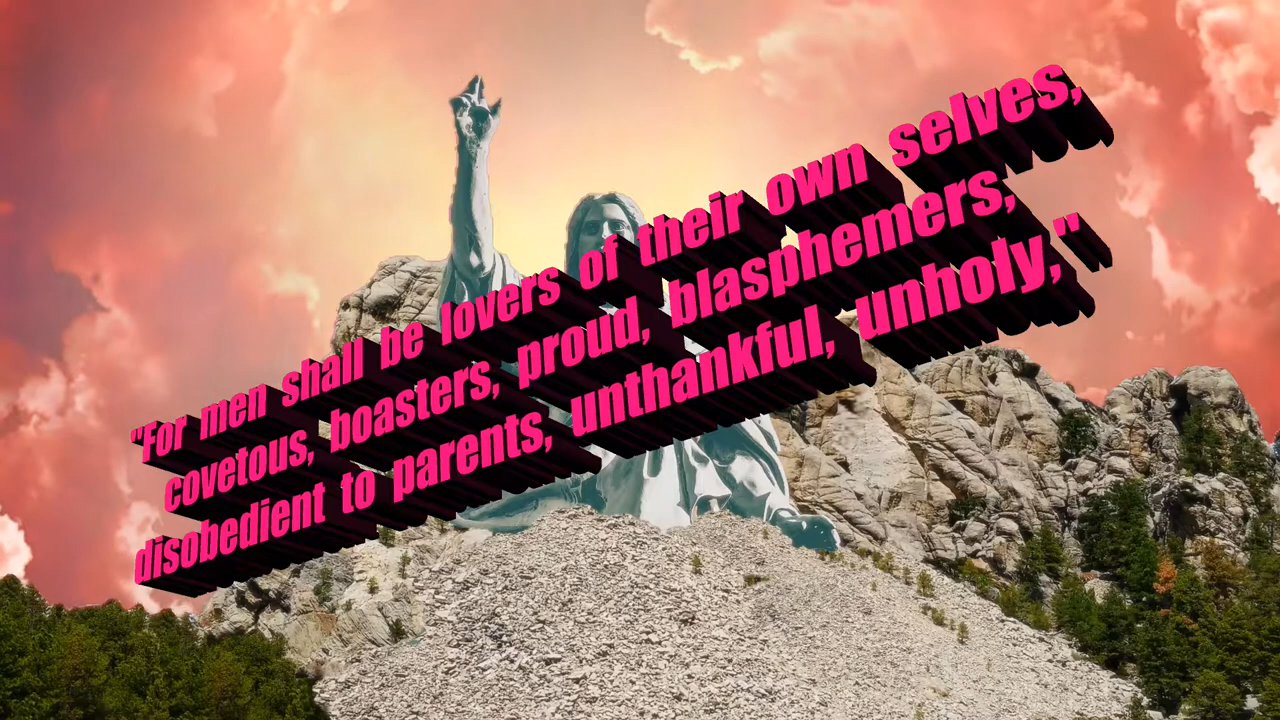 "For men shall be lovers of their own selves,
covetous, boasters, proud, blasphemers,
disobedient to parents, unthankful, unholy,"